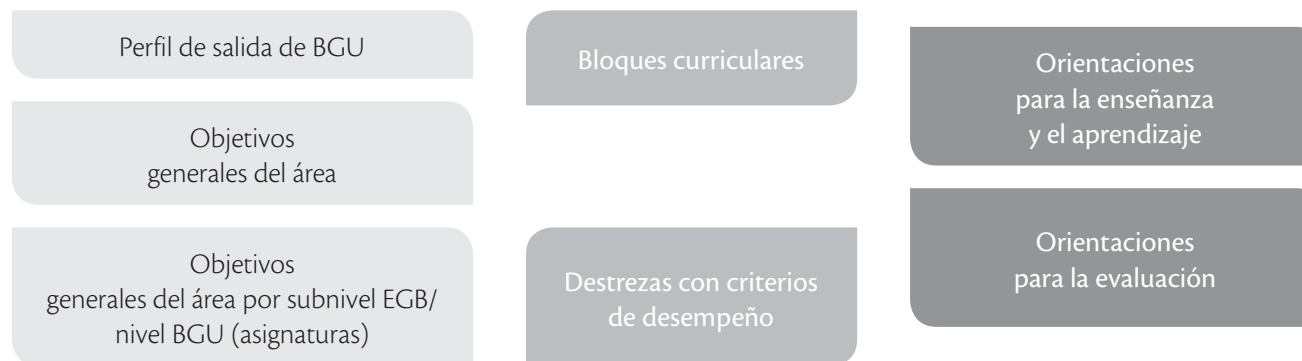 Perfil de salida de BGU
Objetivos
generales del área
Objetivos
generales del área por subnivel EGB/
nivel BGU (asignaturas)
Bloques curriculares
Destrezas con criterios
de desempeño
Orientaciones
para la enseñanza
y el aprendizaje
Orientaciones
para la evaluación